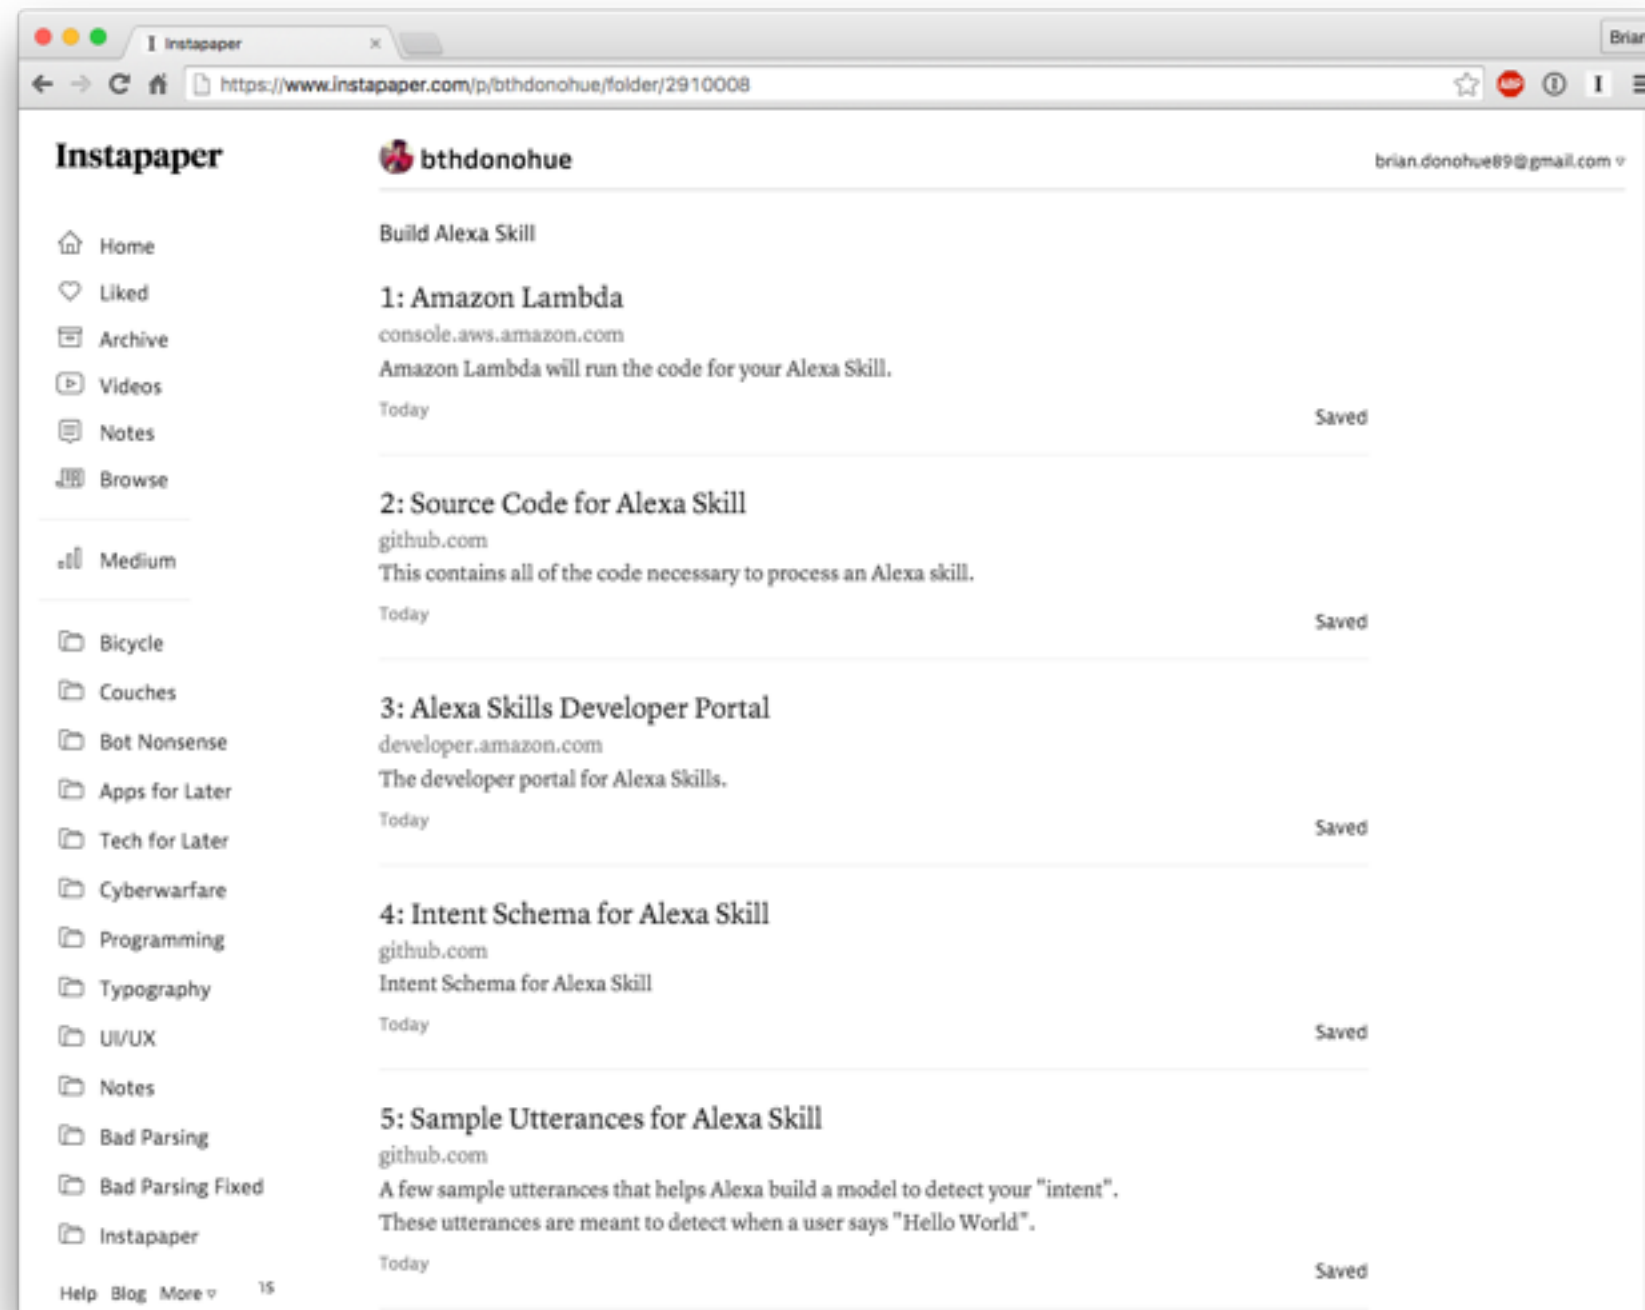 Instapaper
Brian
https://www.instapaper.com/p/bthdonohue/folder/2910008
ABP
Instapaper
bthdonohue
brian.donohue89@gmail.com
Home
Liked
Archive
Videos
Notes
Browse
Medium
Bicycle
Couches
Bot Nonsense
Apps for Later
Tech for Later
Cyberwarfare
Programming
Typography
UI/UX
Notes
Bad Parsing
Bad Parsing Fixed
Instapaper
Help Blog More 15
Build Alexa Skill
1: Amazon Lambda
console.aws.amazon.com
Amazon Lambda will run the code for your Alexa Skill.
Today
Saved
2: Source Code for Alexa Skill
github.com
This contains all of the code necessary to process an Alexa skill.
Today
Saved
3: Alexa Skills Developer Portal
developer.amazon.com
The developer portal for Alexa Skills.
Today
Saved
4: Intent Schema for Alexa Skill
github.com
Intent Schema for Alexa Skill
Today
Saved
5: Sample Utterances for Alexa Skill
github.com
A few sample utterances that helps Alexa build a model to detect your "intent".
These utterances are meant to detect when a user says "Hello World".
Today
Saved